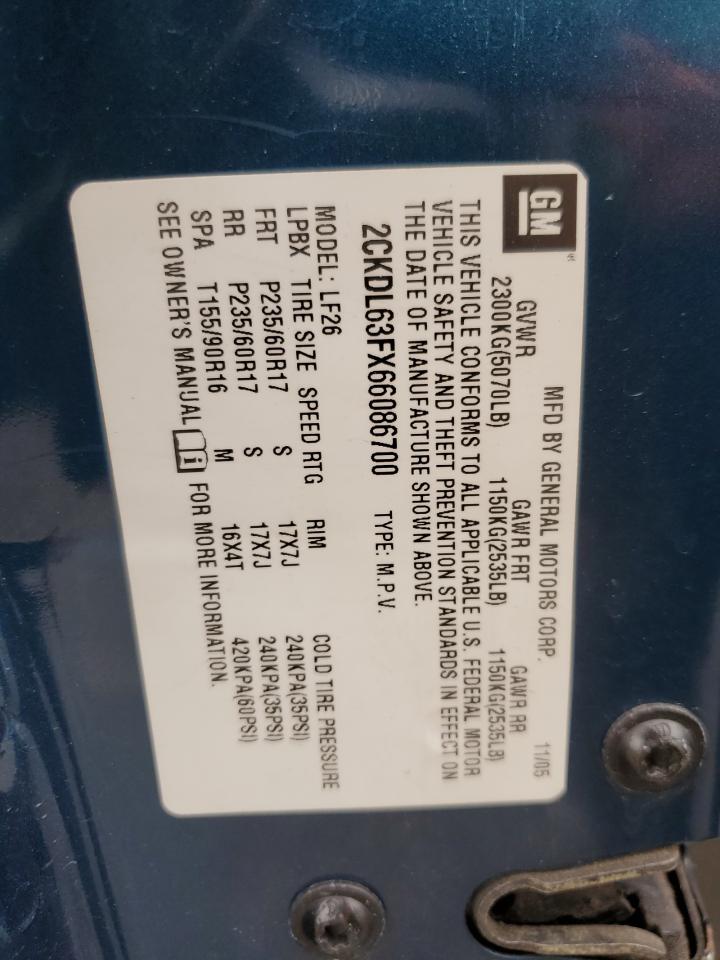 GM
MFD BY GENERAL MOTORS CORP. 11/05
GVWR GAWR FRT GAWR RR
2300KG(5070LB) 1150KG(2535LB) 1150KG(2535LB)
THIS VEHICLE CONFORMS TO ALL APPLICABLE U.S. FEDERAL MOTOR
VEHICLE SAFETY AND THEFT PREVENTION STANDARDS IN EFFECT ON
THE DATE OF MANUFACTURE SHOWN ABOVE.
2CKDL63FX66086700 TYPE: M.P.V.
MODEL: LF26
LPBX TIRE SIZE SPEED RTG RIM COLD TIRE PRESSURE
FRT P235/60R17 S 17X7J 240KPA(35PSI)
RR P235/60R17 S 17X7J 240KPA(35PSI)
SPA T155/90R16 M 16X4T 420KPA(60PSI)
SEE OWNER'S MANUAL i FOR MORE INFORMATION.